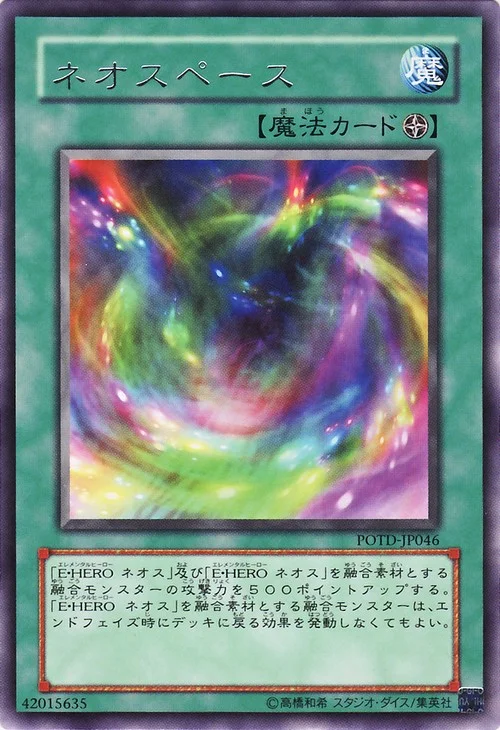 ネオスペース
魔
【魔法カード】
POTD-JP046
「E・HERO ネオス」及び「E・HERO ネオス」を融合素材とする
融合モンスターの攻撃力を500ポイントアップする。
「E・HERO ネオス」を融合素材とする融合モンスターは、エ
ンドフェイズ時にデッキに戻る効果を発動しなくてもよい。
42015635
©高橋和希 スタジオ・ダイス/集英社